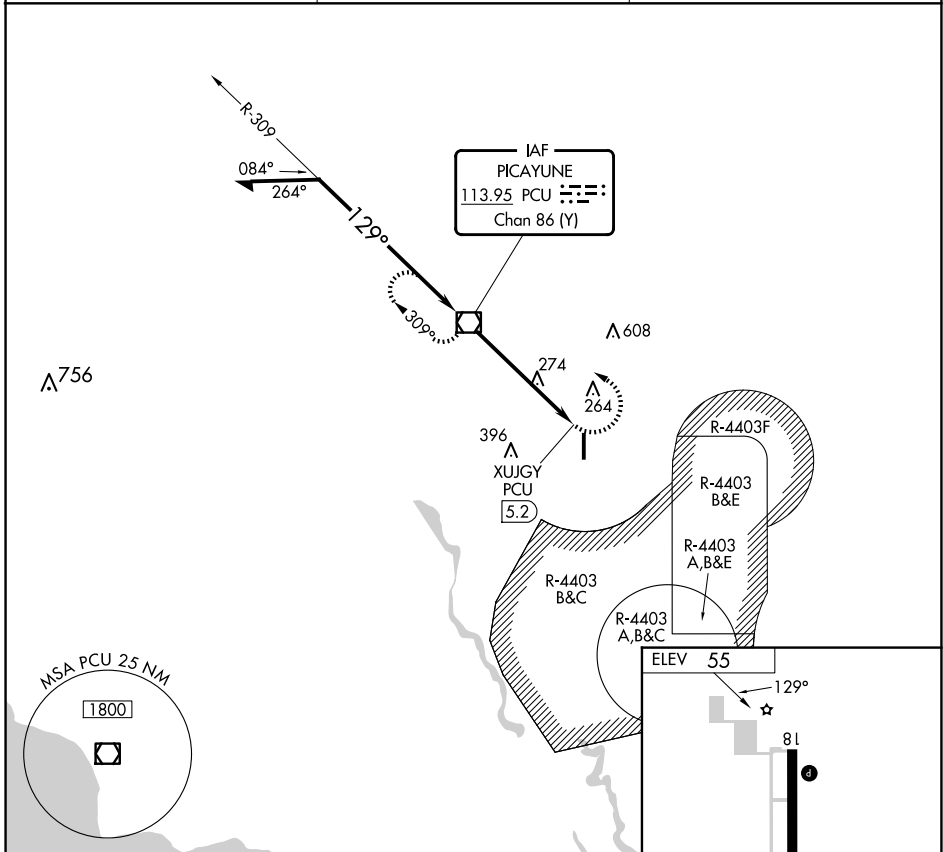 R-309
084°
264°
129°
309°
IAF
PICAYUNE
113.95 PCU
Chan 86 (Y)
608
756
274
264
396
XUJGY
PCU
5.2
R-4403F
R-4403
B&E
R-4403
A,B&E
R-4403
B&C
R-4403
A,B&C
MSA PCU 25 NM
1800
ELEV 55
129°
18
P